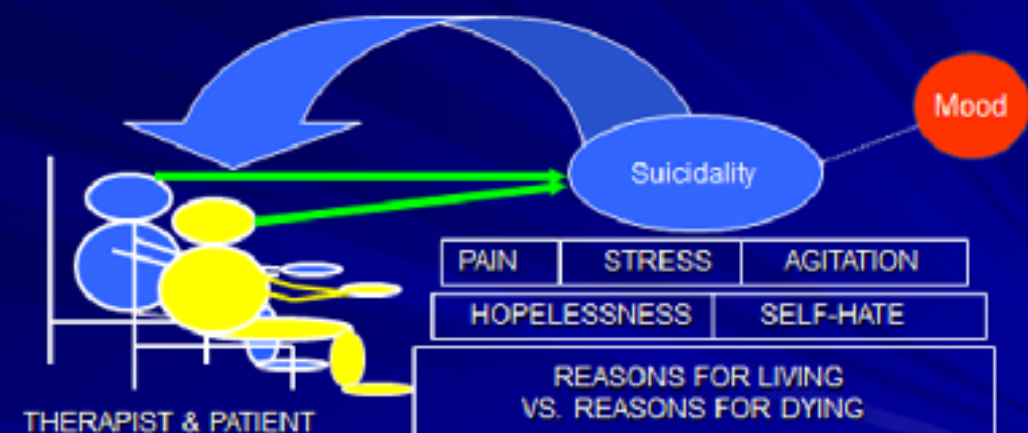 Mood
Suicidality
PAIN STRESS AGITATION
HOPELESSNESS SELF-HATE
REASONS FOR LIVING
VS. REASONS FOR DYING
THERAPIST & PATIENT